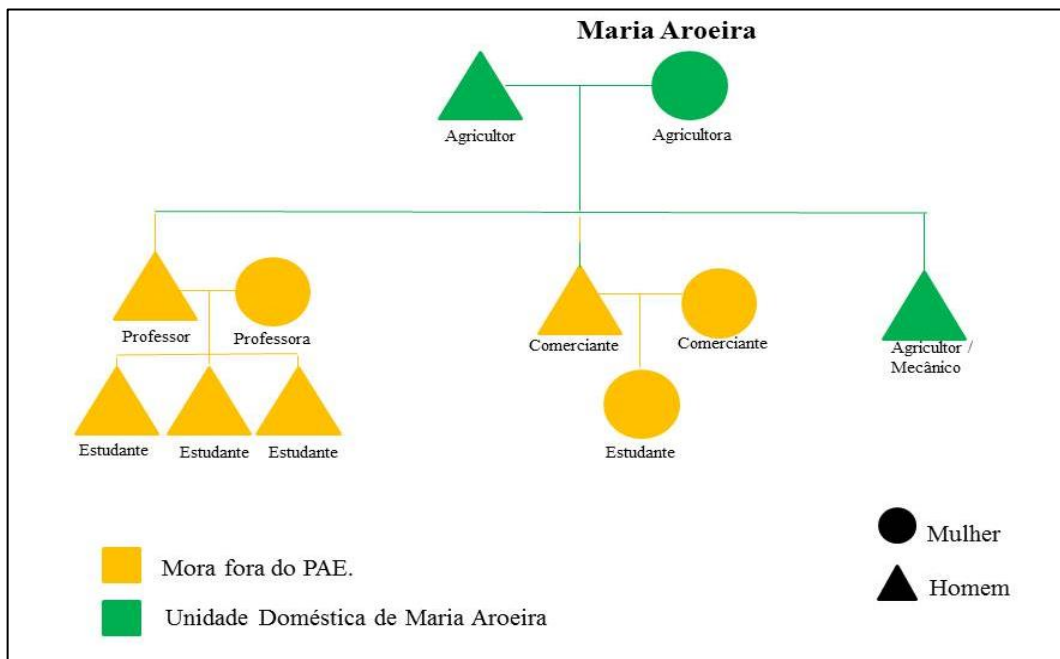 Maria Aroeira
Agricultor
Agricultora
Professor
Professora
Comerciante
Comerciante
Agricultor /
Mecânico
Estudante
Estudante
Estudante
Estudante
Mulher
Homem
Mora fora do PAE.
Unidade Doméstica de Maria Aroeira